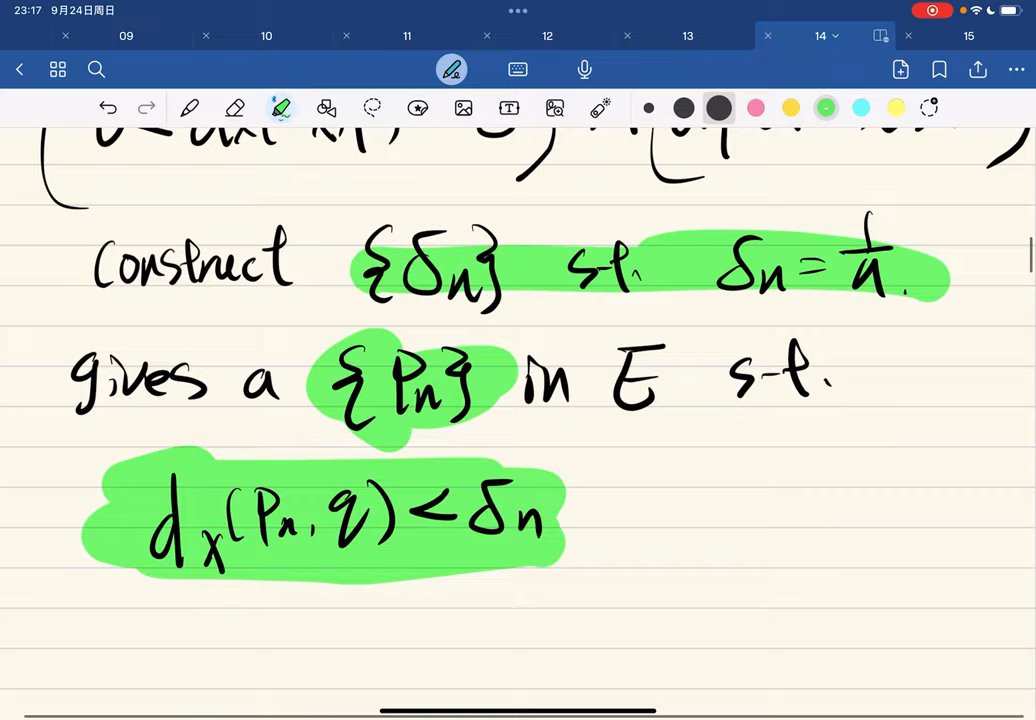 23:17 9月24日周日
09 10 11 12 13 14 15
construct {δn} s.t. δn = 1/n.
gives a {Pn} in E s.t.
dx(Pn, q) < δn